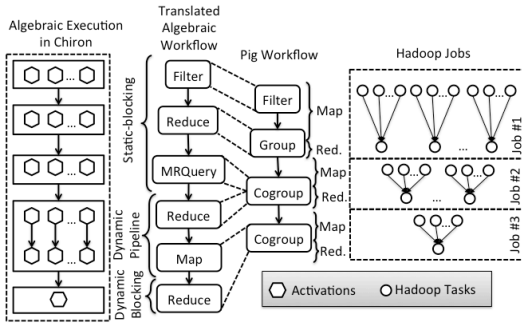 Algebraic Execution
in Chiron
Translated
Algebraic
Workflow
Pig Workflow
Hadoop Jobs
Static-blocking
Dynamic
Pipeline
Dynamic
Blocking
Filter
Reduce
MRQuery
Reduce
Map
Reduce
Filter
Group
Cogroup
Cogroup
Map
Red.
Map
Red.
Map
Red.
...
...
...
...
...
...
...
...
...
...
...
...
...
...
Job #1
Job #2
Job #3
Activations
Hadoop Tasks